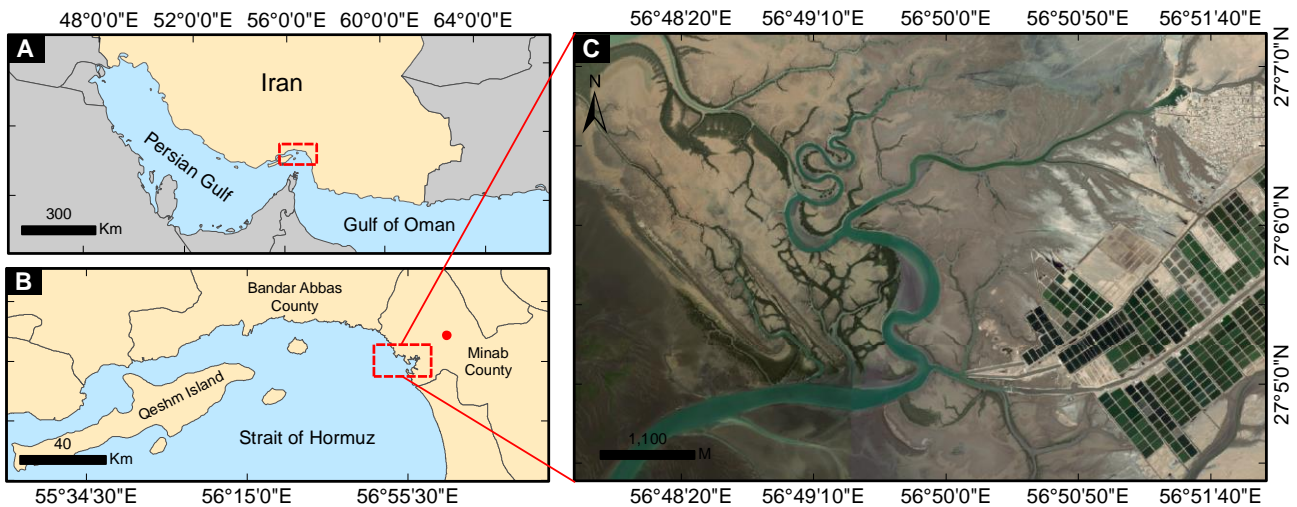 48°0'0"E 52°0'0"E 56°0'0"E 60°0'0"E 64°0'0"E
A
Iran
Persian Gulf
Gulf of Oman
300
Km
B
Bandar Abbas
County
Minab
County
Qeshm Island
Strait of Hormuz
40
Km
55°34'30"E 56°15'0"E 56°55'30"E
56°48'20"E 56°49'10"E 56°50'0"E 56°50'50"E 56°51'40"E
C
N
27°7'0"N
27°6'0"N
27°5'0"N
1,100
M
56°48'20"E 56°49'10"E 56°50'0"E 56°50'50"E 56°51'40"E